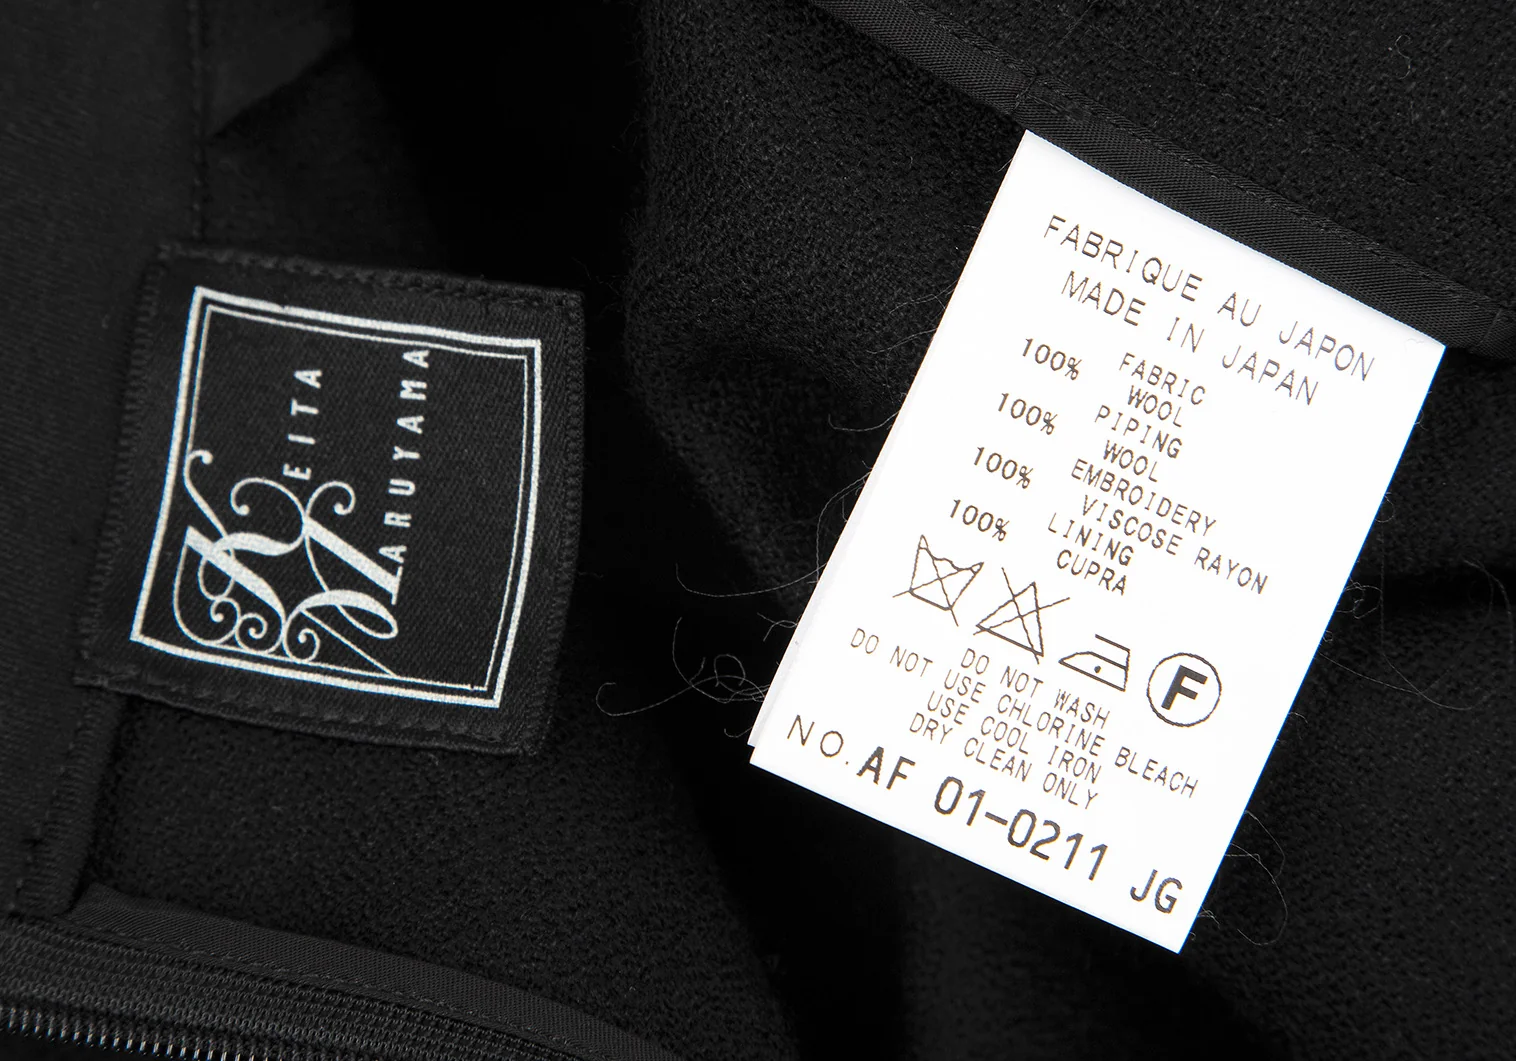 KEITA
MARUYAMA
FABRIQUE AU JAPON
MADE IN JAPAN
FABRIC
100% WOOL
PIPING
100% WOOL
EMBROIDERY
100% VISCOSE RAYON
LINING
100% CUPRA
F
DO NOT WASH
DO NOT USE CHLORINE BLEACH
USE COOL IRON
DRY CLEAN ONLY
NO.AF 01-0211 JG